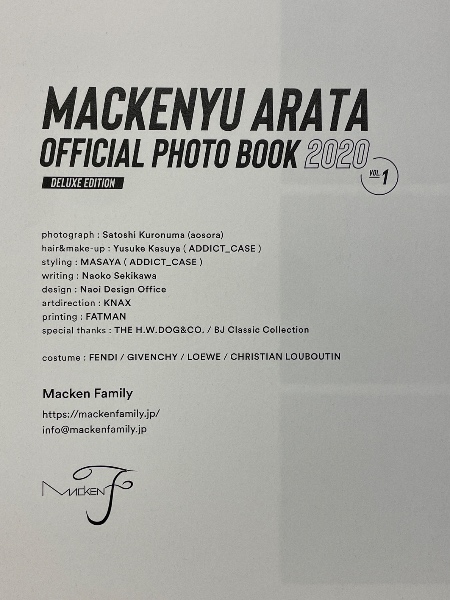 MACKENYU ARATA
OFFICIAL PHOTO BOOK 2020
VOL. 1
DELUXE EDITION
photograph : Satoshi Kuronuma (aosora)
hair&make-up : Yusuke Kasuya ( ADDICT_CASE )
styling : MASAYA ( ADDICT_CASE )
writing : Naoko Sekikawa
design : Naoi Design Office
artdirection : KNAX
printing : FATMAN
special thanks : THE H.W.DOG&CO. / BJ Classic Collection
costume : FENDI / GIVENCHY / LOEWE / CHRISTIAN LOUBOUTIN
Macken Family
https://mackenfamily.jp/
info@mackenfamily.jp
MACKEN F